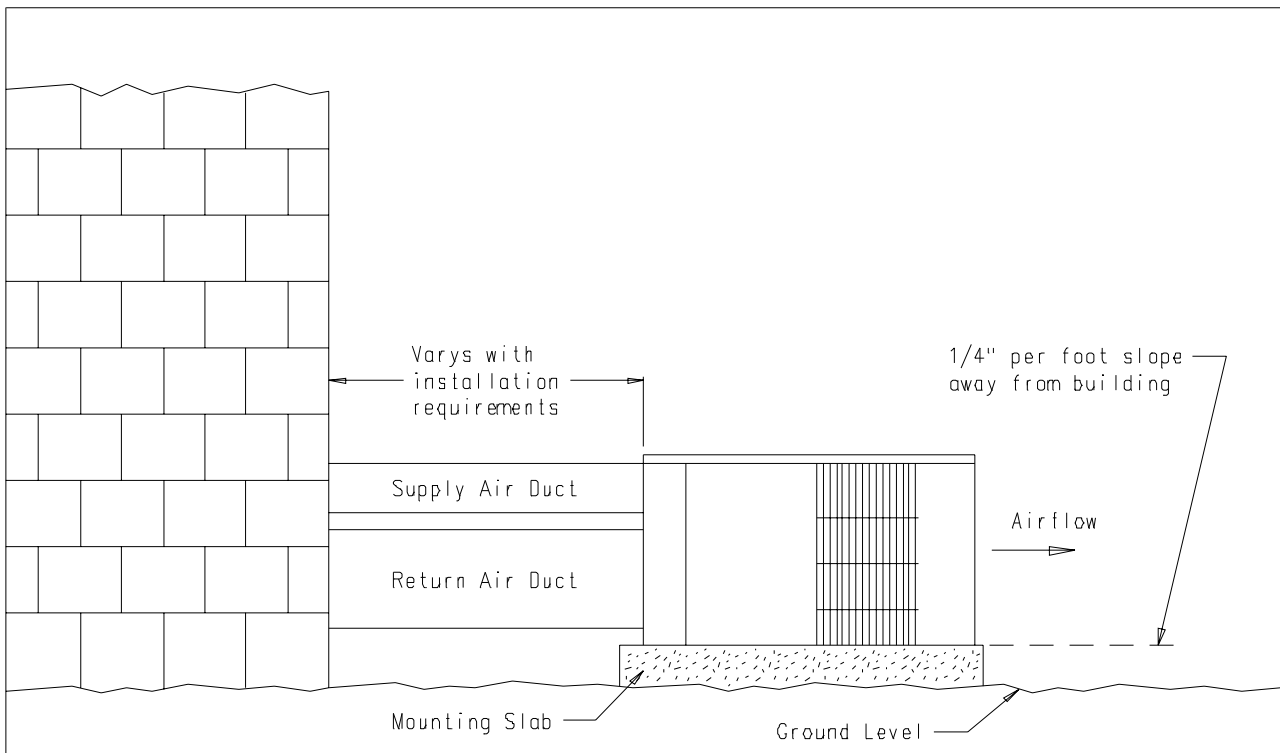 Varys with
installation
requirements
1/4" per foot slope
away from building
Supply Air Duct
Airflow
Return Air Duct
Mounting Slab
Ground Level